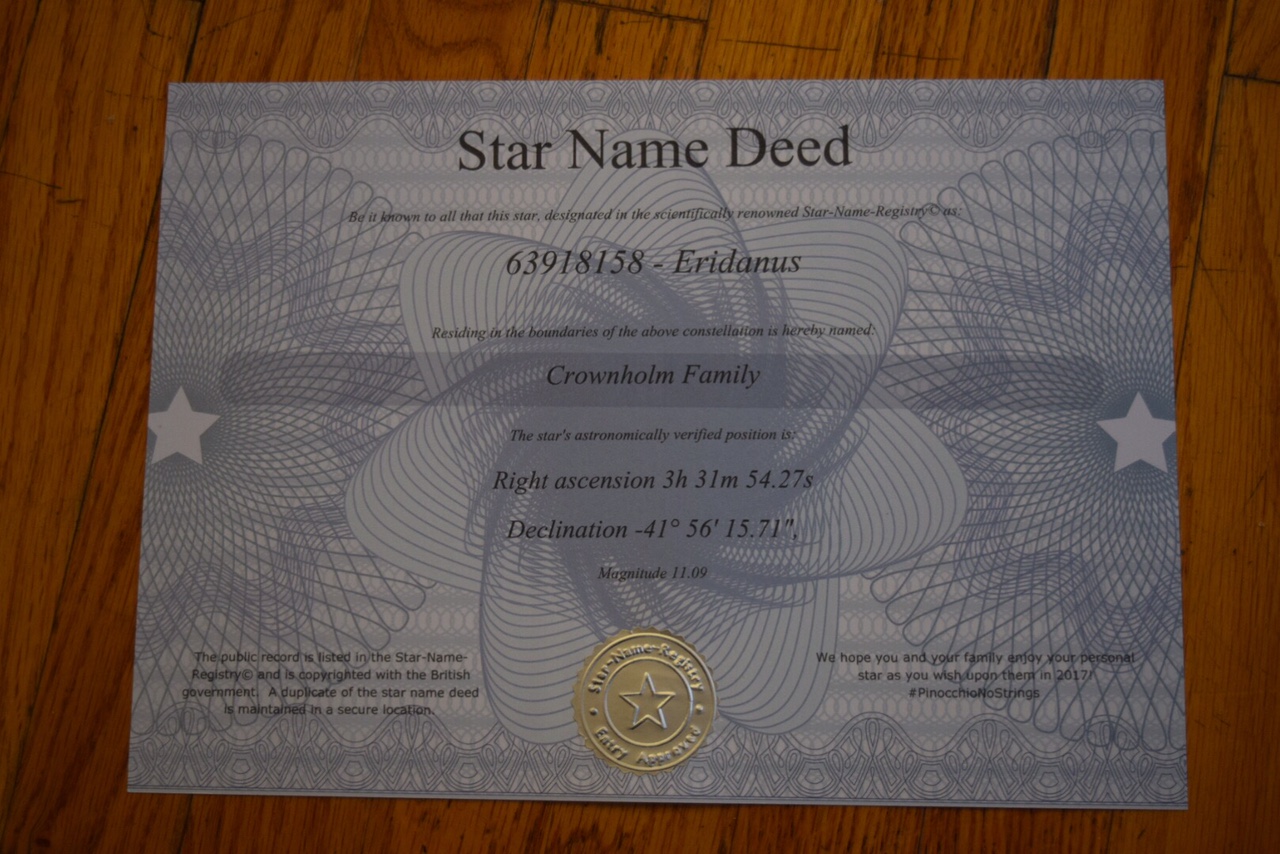 Star Name Deed
Be it known to all that this star, designated in the scientifically renowned Star-Name-Registry© as:
63918158 - Eridanus
Residing in the boundaries of the above constellation is hereby named:
Crownholm Family
The star's astronomically verified position is:
Right ascension 3h 31m 54.27s
Declination -41° 56' 15.71",
Magnitude 11.09
The public record is listed in the Star-Name-
Registry© and is copyrighted with the British
government. A duplicate of the star name deed
is maintained in a secure location.
Star-Name-Registry
Entry Approved
We hope you and your family enjoy your personal
star as you wish upon them in 2017!
#PinocchioNoStrings